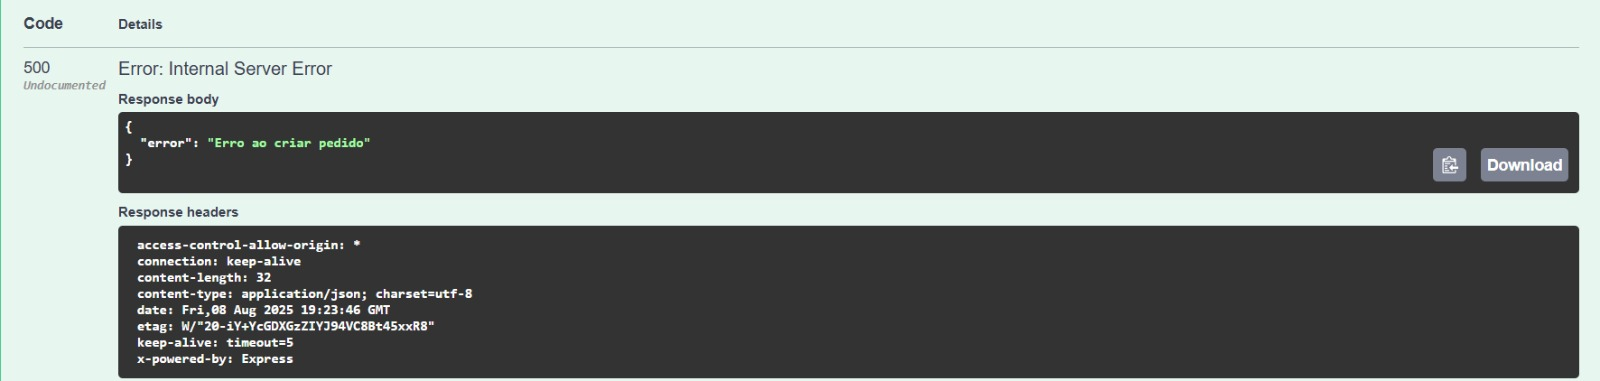 Code Details
500 Error: Internal Server Error
Undocumented
Response body
{
"error": "Erro ao criar pedido"
}
Download
Response headers
access-control-allow-origin: *
connection: keep-alive
content-length: 32
content-type: application/json; charset=utf-8
date: Fri,08 Aug 2025 19:23:46 GMT
etag: W/"20-iY+YcGDXGzZIYJ94VC8Bt45xxR8"
keep-alive: timeout=5
x-powered-by: Express